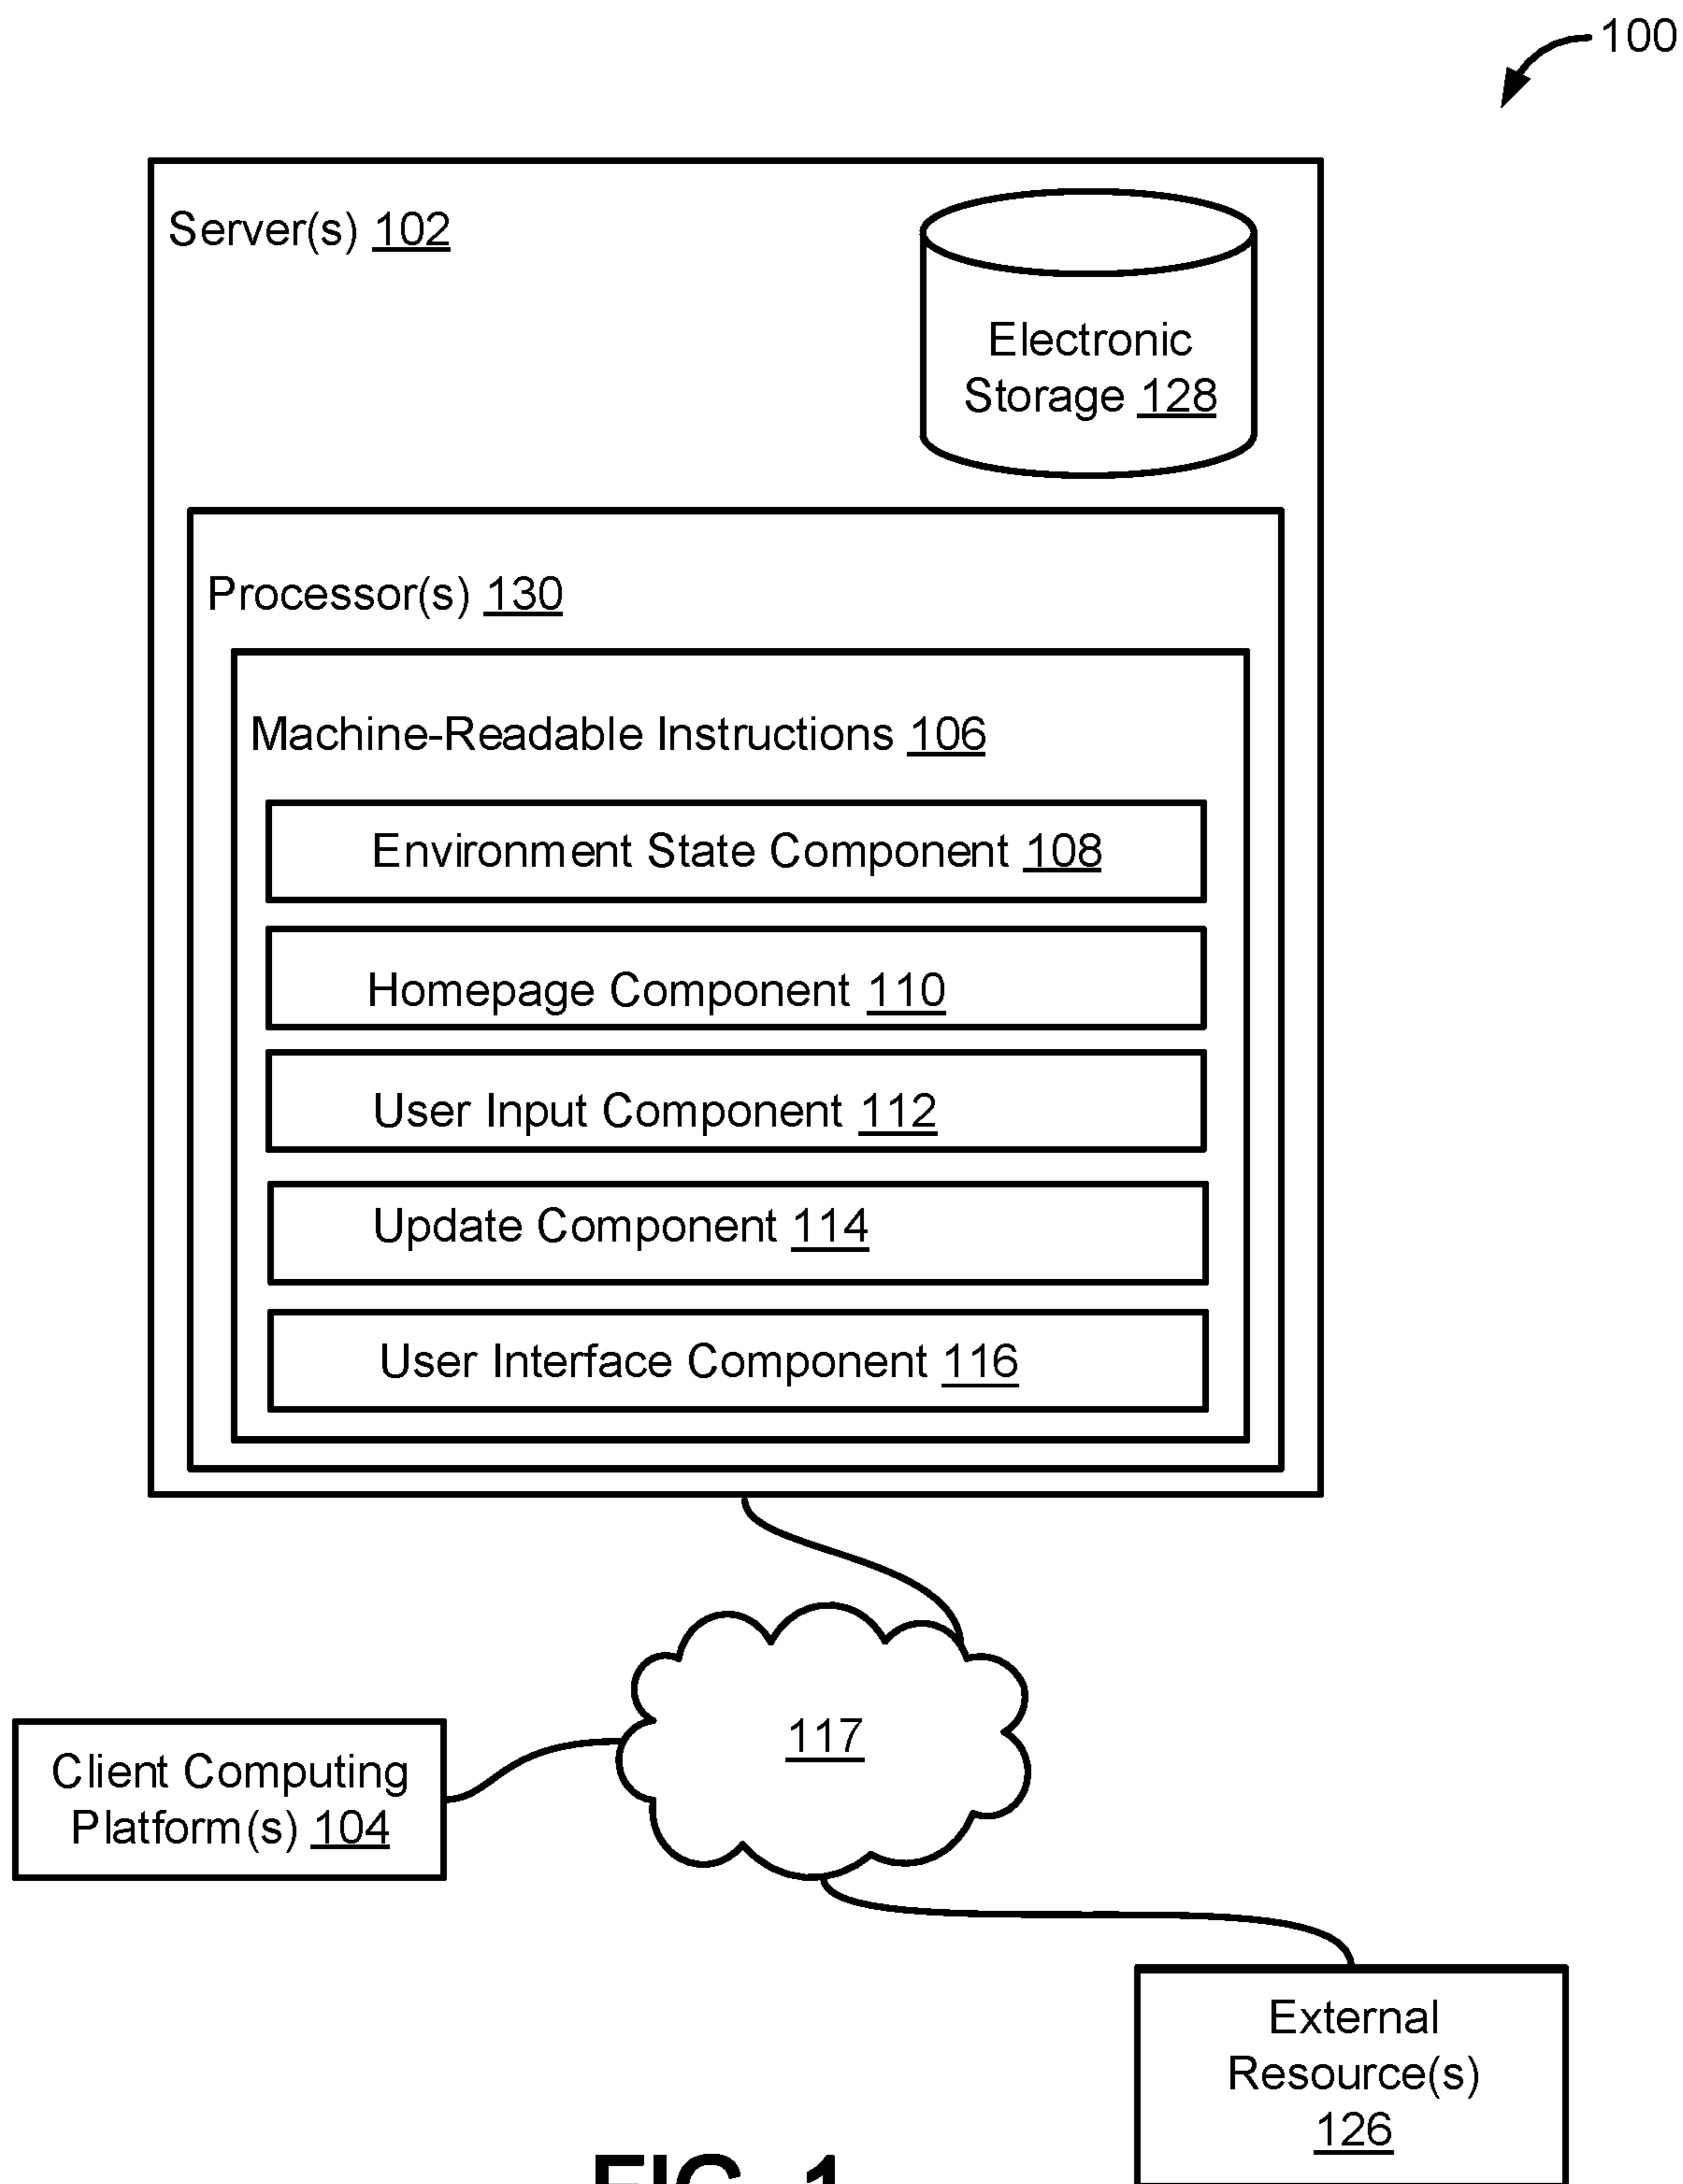 100
Server(s) 102
Electronic
Storage 128
Processor(s) 130
Machine-Readable Instructions 106
Environment State Component 108
Homepage Component 110
User Input Component 112
Update Component 114
User Interface Component 116
117
Client Computing
Platform(s) 104
External
Resource(s)
126
FIG. 1